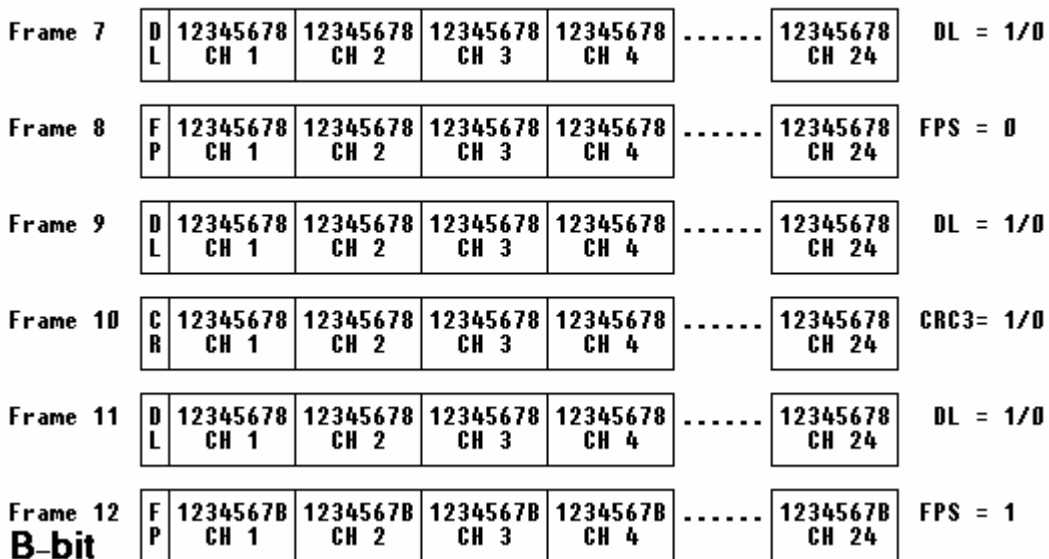 Frame 7 D 12345678 12345678 12345678 12345678 ...... 12345678 DL = 1/0
L CH 1 CH 2 CH 3 CH 4 CH 24
Frame 8 F 12345678 12345678 12345678 12345678 ...... 12345678 FPS = 0
P CH 1 CH 2 CH 3 CH 4 CH 24
Frame 9 D 12345678 12345678 12345678 12345678 ...... 12345678 DL = 1/0
L CH 1 CH 2 CH 3 CH 4 CH 24
Frame 10 C 12345678 12345678 12345678 12345678 ...... 12345678 CRC3= 1/0
R CH 1 CH 2 CH 3 CH 4 CH 24
Frame 11 D 12345678 12345678 12345678 12345678 ...... 12345678 DL = 1/0
L CH 1 CH 2 CH 3 CH 4 CH 24
Frame 12 F 1234567B 1234567B 1234567B 1234567B ...... 1234567B FPS = 1
B-bit P CH 1 CH 2 CH 3 CH 4 CH 24